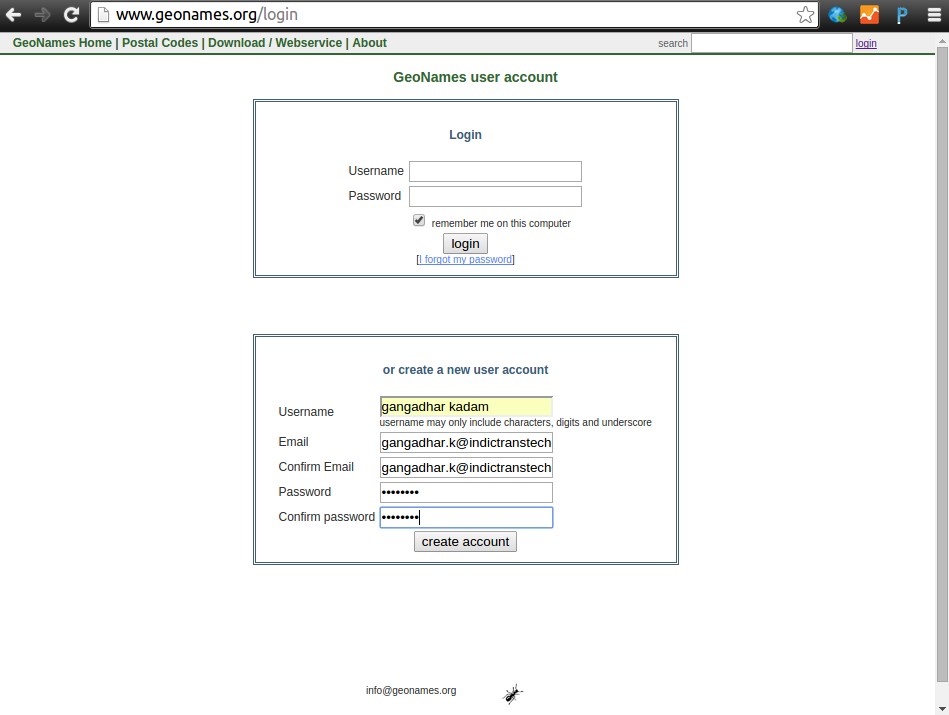 www.geonames.org/login
GeoNames Home | Postal Codes | Download / Webservice | About
search login
GeoNames user account
Login
Username
Password
remember me on this computer
login
[I forgot my password]
or create a new user account
Username gangadhar kadam
username may only include characters, digits and underscore
Email gangadhar.k@indictranstech
Confirm Email gangadhar.k@indictranstech
Password ••••••••
Confirm password ••••••••
create account
info@geonames.org